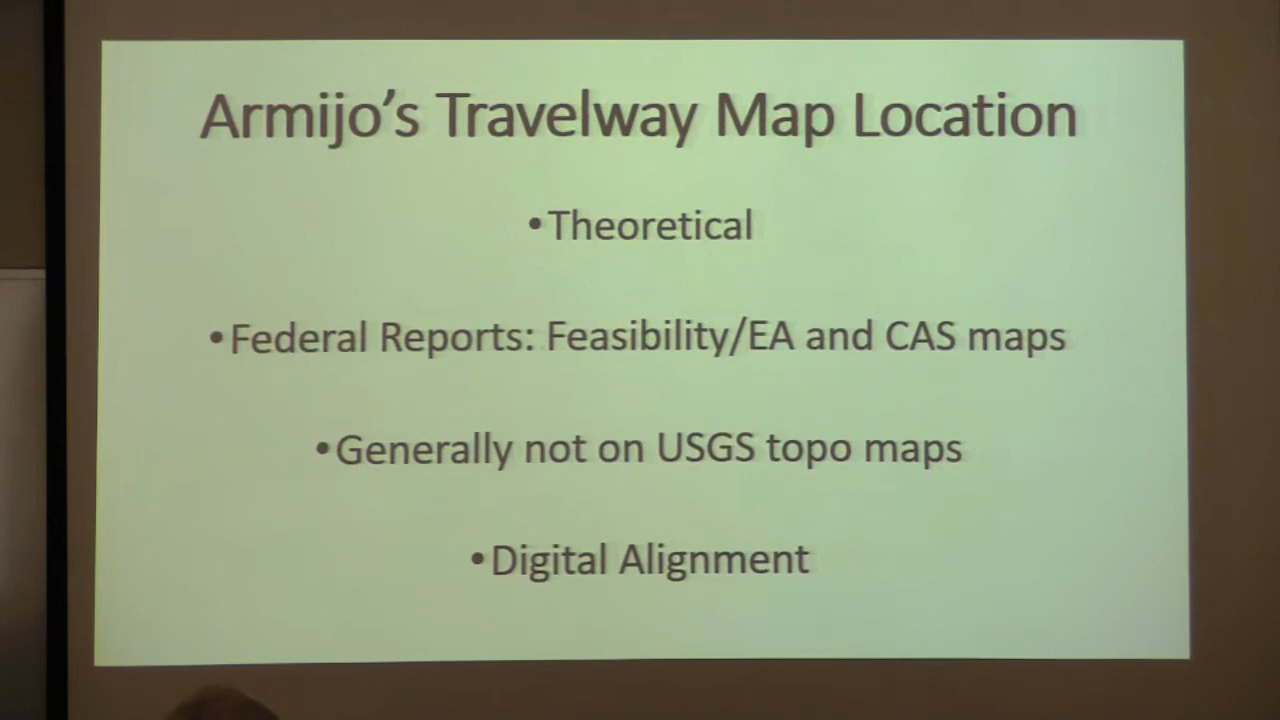 Armijo's Travelway Map Location
•Theoretical
•Federal Reports: Feasibility/EA and CAS maps
•Generally not on USGS topo maps
•Digital Alignment